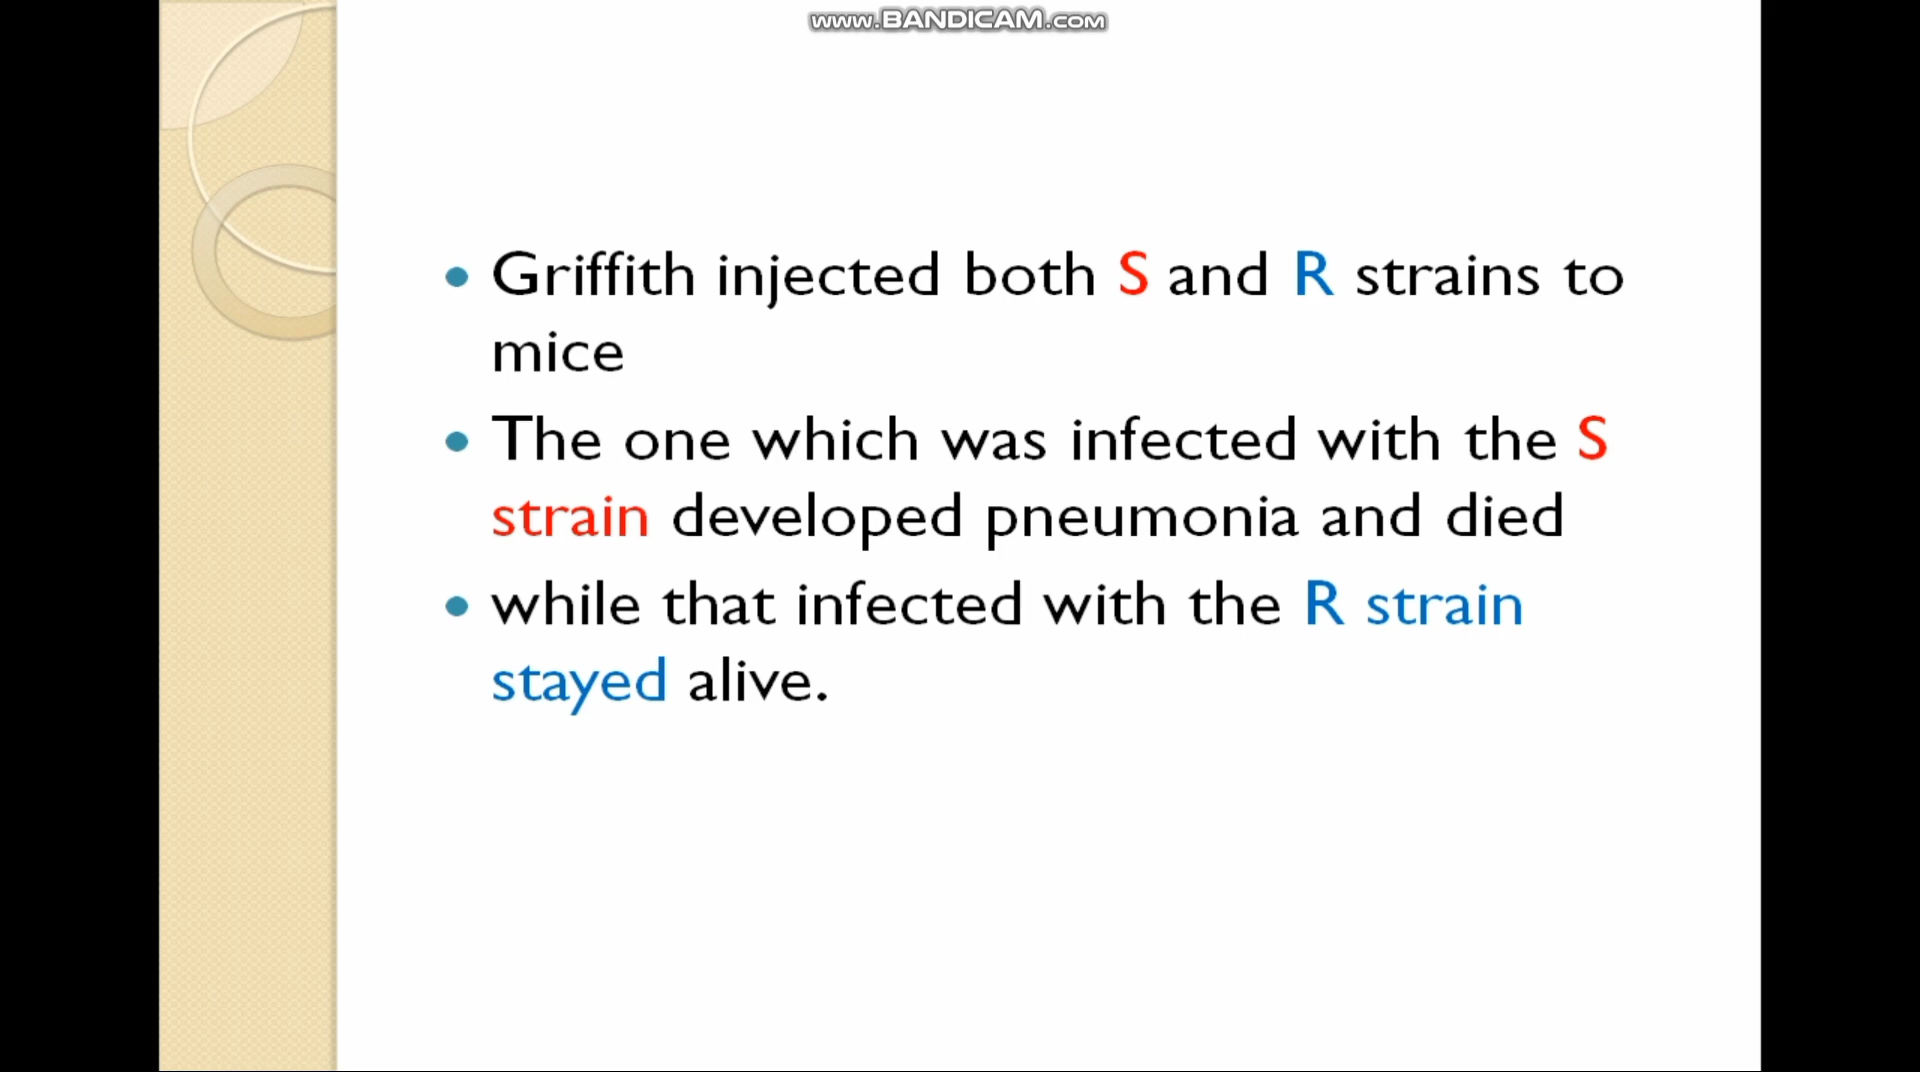 www.BANDICAM.com
• Griffith injected both S and R strains to
mice
• The one which was infected with the S
strain developed pneumonia and died
• while that infected with the R strain
stayed alive.